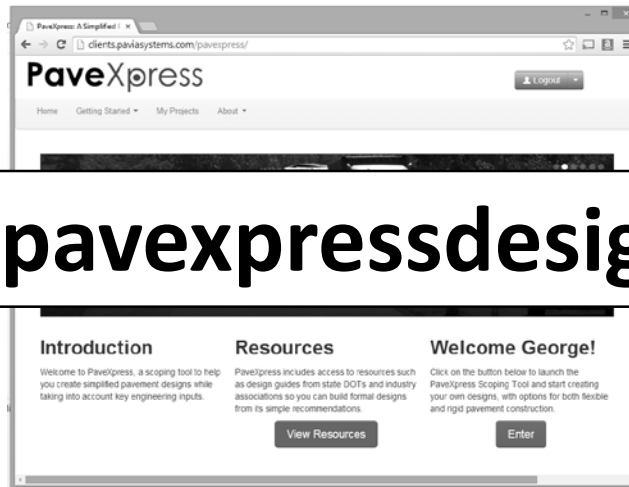 PaveXpress: A Simplified
clients.paviasystems.com/pavexpress/
PaveXpress
Logout
Home Getting Started My Projects About
pavexpressdesig
Introduction
Welcome to PaveXpress, a scoping tool to help
you create simplified pavement designs while
taking into account key engineering inputs.
Resources
PaveXpress includes access to resources such
as design guides from state DOTs and industry
associations so you can build formal designs
from its simple recommendations.
View Resources
Welcome George!
Click on the button below to launch the
PaveXpress Scoping Tool and start creating
your own designs, with options for both flexible
and rigid pavement construction.
Enter